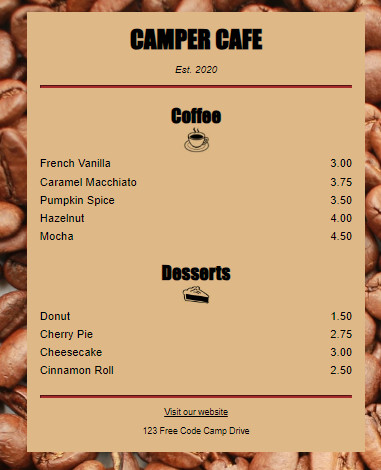 CAMPER CAFE
Est. 2020
Coffee
French Vanilla 3.00
Caramel Macchiato 3.75
Pumpkin Spice 3.50
Hazelnut 4.00
Mocha 4.50
Desserts
Donut 1.50
Cherry Pie 2.75
Cheesecake 3.00
Cinnamon Roll 2.50
Visit our website
123 Free Code Camp Drive